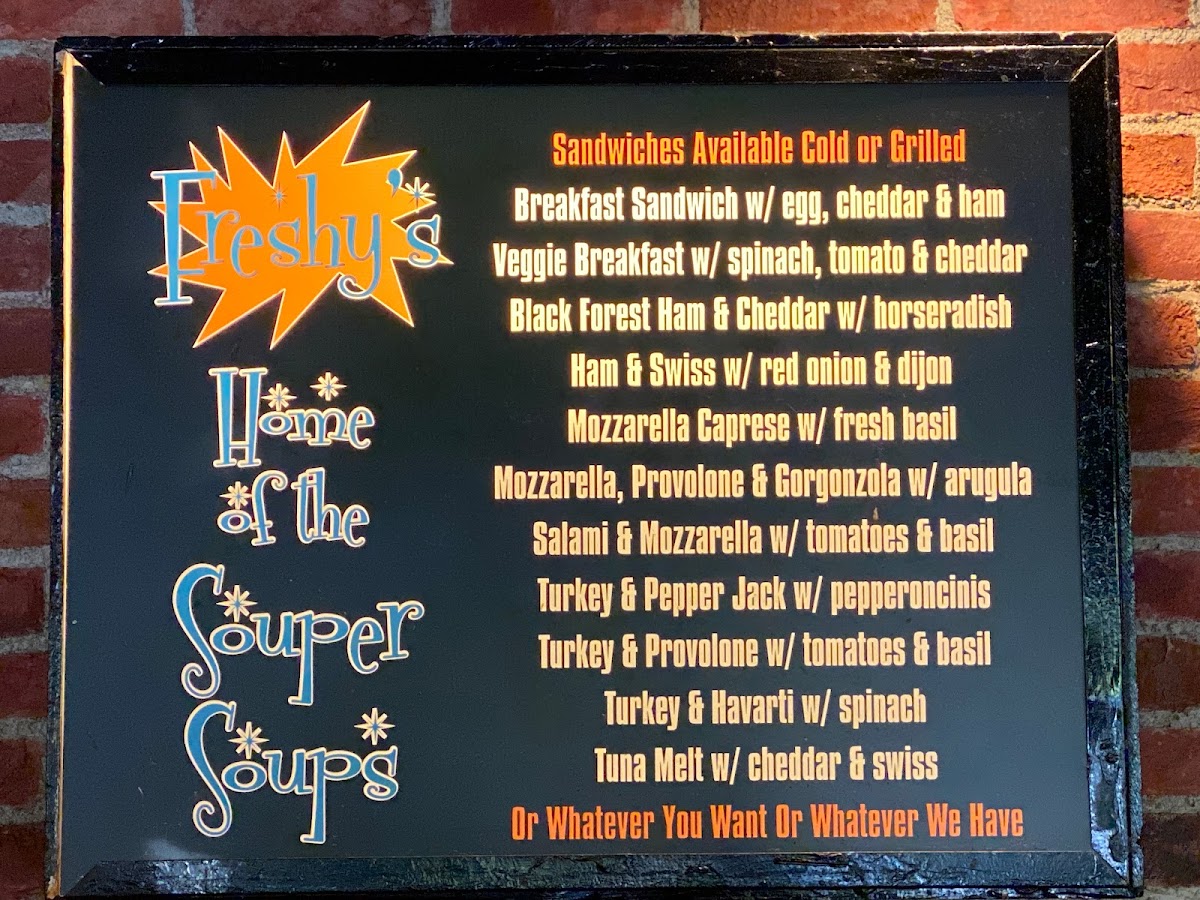 Freshy's
Home
of the
Souper
Soups
Sandwiches Available Cold or Grilled
Breakfast Sandwich w/ egg, cheddar & ham
Veggie Breakfast w/ spinach, tomato & cheddar
Black Forest Ham & Cheddar w/ horseradish
Ham & Swiss w/ red onion & dijon
Mozzarella Caprese w/ fresh basil
Mozzarella, Provolone & Gorgonzola w/ arugula
Salami & Mozzarella w/ tomatoes & basil
Turkey & Pepper Jack w/ pepperoncinis
Turkey & Provolone w/ tomatoes & basil
Turkey & Havarti w/ spinach
Tuna Melt w/ cheddar & swiss
Or Whatever You Want Or Whatever We Have